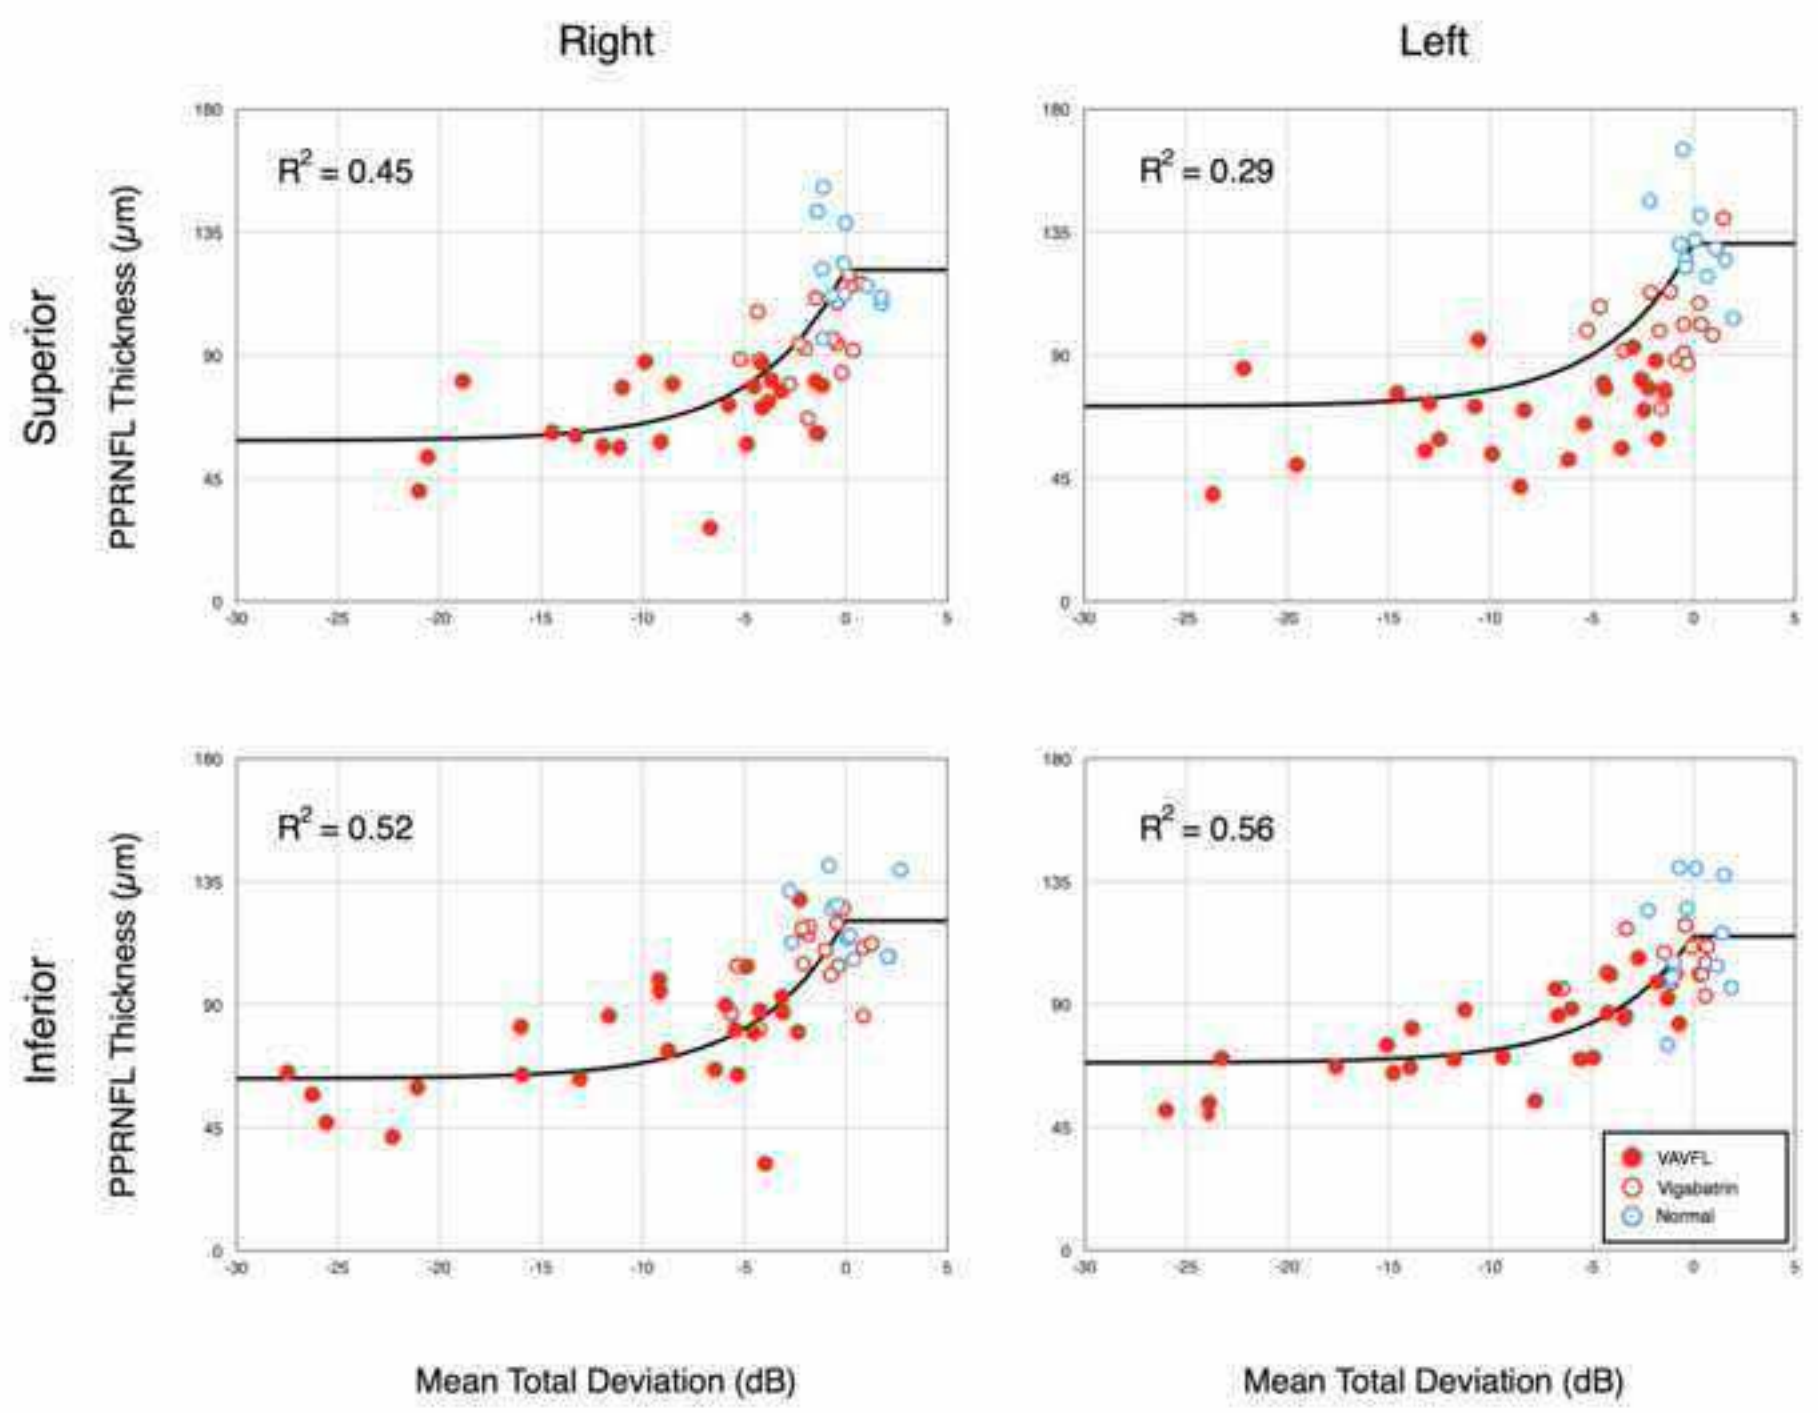 Right
Left
Superior
PPRNFL Thickness (µm)
180
135
90
45
0
R² = 0.45
-30 -25 -20 -15 -10 -5 0 5
180
135
90
45
0
R² = 0.29
-30 -25 -20 -15 -10 -5 0 5
Inferior
PPRNFL Thickness (µm)
180
135
90
45
0
R² = 0.52
-30 -25 -20 -15 -10 -5 0 5
180
135
90
45
0
R² = 0.56
VAVFL
Vigabatrin
Normal
-30 -25 -20 -15 -10 -5 0 5
Mean Total Deviation (dB)
Mean Total Deviation (dB)